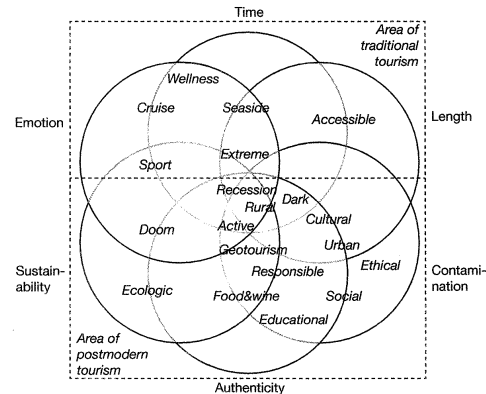 Time
Area of
traditional
tourism
Wellness
Cruise
Seaside
Emotion
Accessible
Length
Extreme
Sport
Recession
Rural
Dark
Cultural
Doom
Active
Urban
Geotourism
Sustain-
ability
Responsible
Ethical
Contami-
nation
Ecologic
Food&wine
Social
Educational
Area of
postmodern
tourism
Authenticity